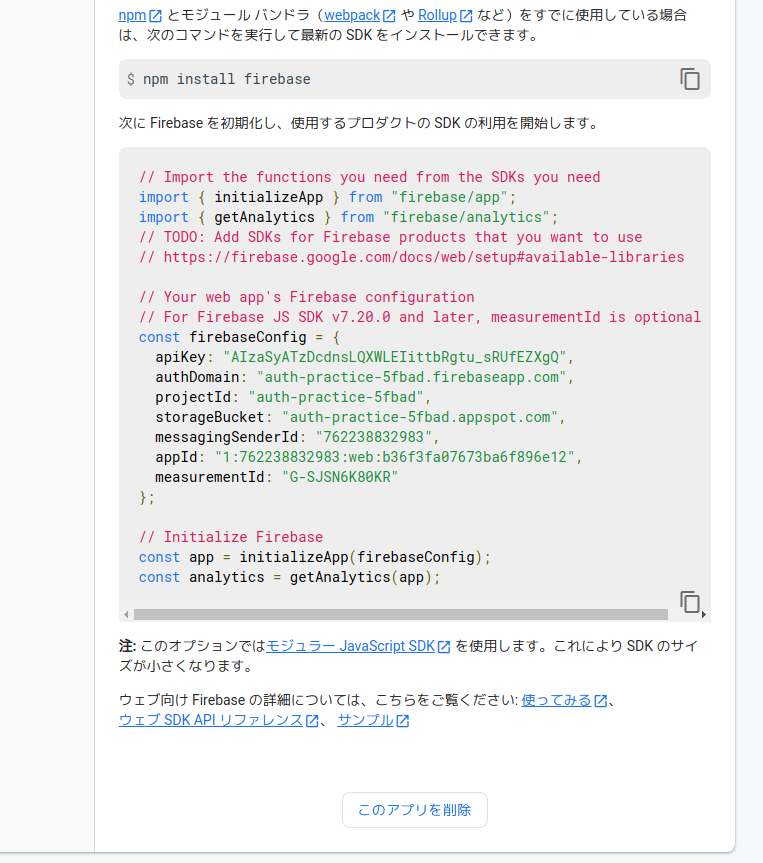 npm とモジュール バンドラ（webpack や Rollup など）をすでに使用している場合
は、次のコマンドを実行して最新の SDK をインストールできます。
$ npm install firebase
次に Firebase を初期化し、使用するプロダクトの SDK の利用を開始します。
// Import the functions you need from the SDKs you need
import { initializeApp } from "firebase/app";
import { getAnalytics } from "firebase/analytics";
// TODO: Add SDKs for Firebase products that you want to use
// https://firebase.google.com/docs/web/setup#available-libraries
// Your web app's Firebase configuration
// For Firebase JS SDK v7.20.0 and later, measurementId is optional
const firebaseConfig = {
  apiKey: "AIzaSyATzDcdnsLQXWLEIittbRgtu_sRUfEZXgQ",
  authDomain: "auth-practice-5fbad.firebaseapp.com",
  projectId: "auth-practice-5fbad",
  storageBucket: "auth-practice-5fbad.appspot.com",
  messagingSenderId: "762238832983",
  appId: "1:762238832983:web:b36f3fa07673ba6f896e12",
  measurementId: "G-SJSN6K80KR"
};
// Initialize Firebase
const app = initializeApp(firebaseConfig);
const analytics = getAnalytics(app);
注: このオプションではモジュラー JavaScript SDK を使用します。これにより SDK のサイ
ズが小さくなります。
ウェブ向け Firebase の詳細については、こちらをご覧ください: 使ってみる、
ウェブ SDK API リファレンス、 サンプル
このアプリを削除